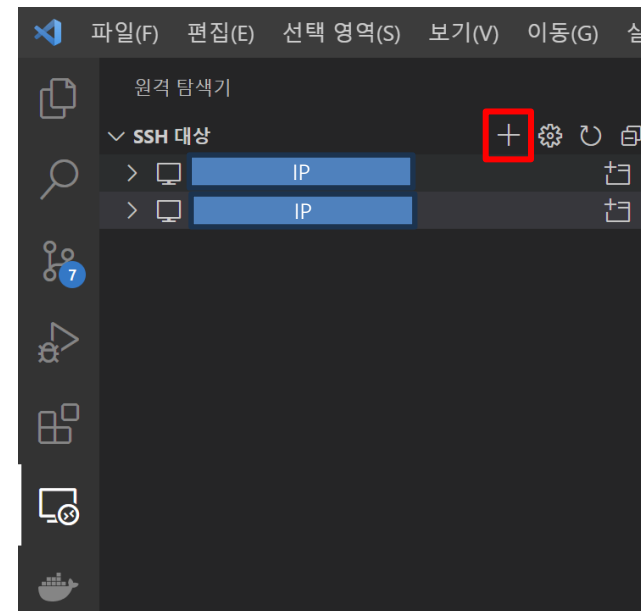 파일(F) 편집(E) 선택 영역(S) 보기(V) 이동(G)
원격 탐색기
SSH 대상
IP
IP
7